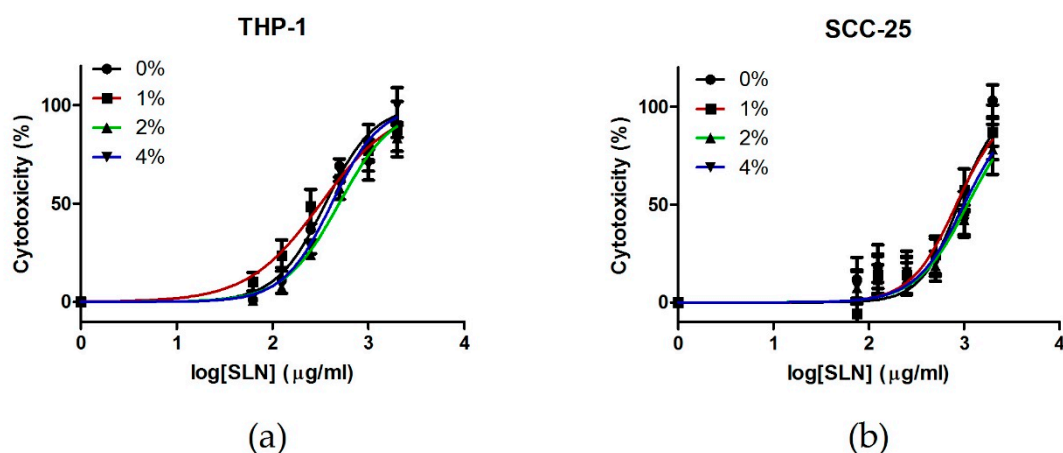 THP-1
0%
1%
2%
4%
100
50
0
Cytotoxicity (%)
0 1 2 3 4
log[SLN] (μg/ml)
(a)
SCC-25
0%
1%
2%
4%
100
50
0
Cytotoxicity (%)
0 1 2 3 4
log[SLN] (μg/ml)
(b)